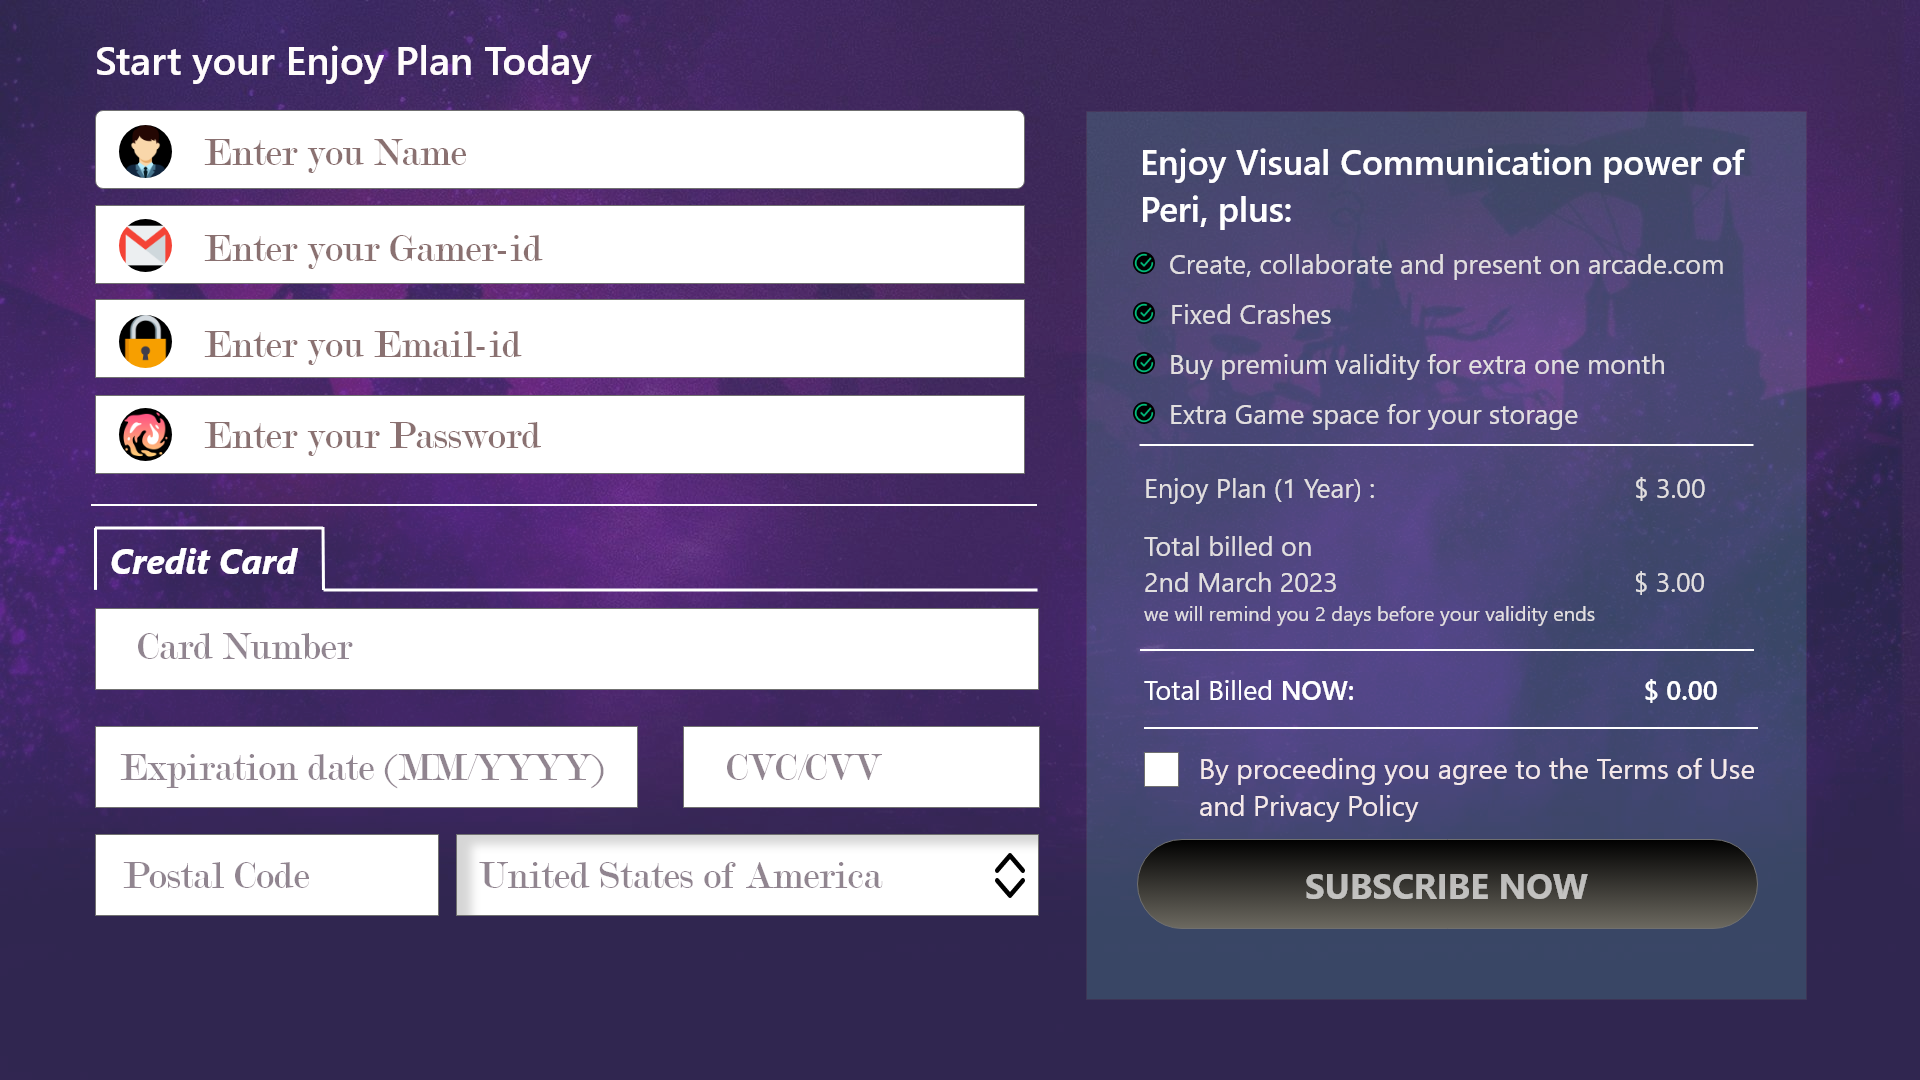 Start your Enjoy Plan Today
Enter you Name
Enter your Gamer-id
Enter you Email-id
Enter your Password
Credit Card
Card Number
Expiration date (MM/YYYY)
CVC/CVV
Postal Code
United States of America
Enjoy Visual Communication power of
Peri, plus:
Create, collaborate and present on arcade.com
Fixed Crashes
Buy premium validity for extra one month
Extra Game space for your storage
Enjoy Plan (1 Year) : $ 3.00
Total billed on
2nd March 2023 $ 3.00
we will remind you 2 days before your validity ends
Total Billed NOW: $ 0.00
By proceeding you agree to the Terms of Use
and Privacy Policy
SUBSCRIBE NOW